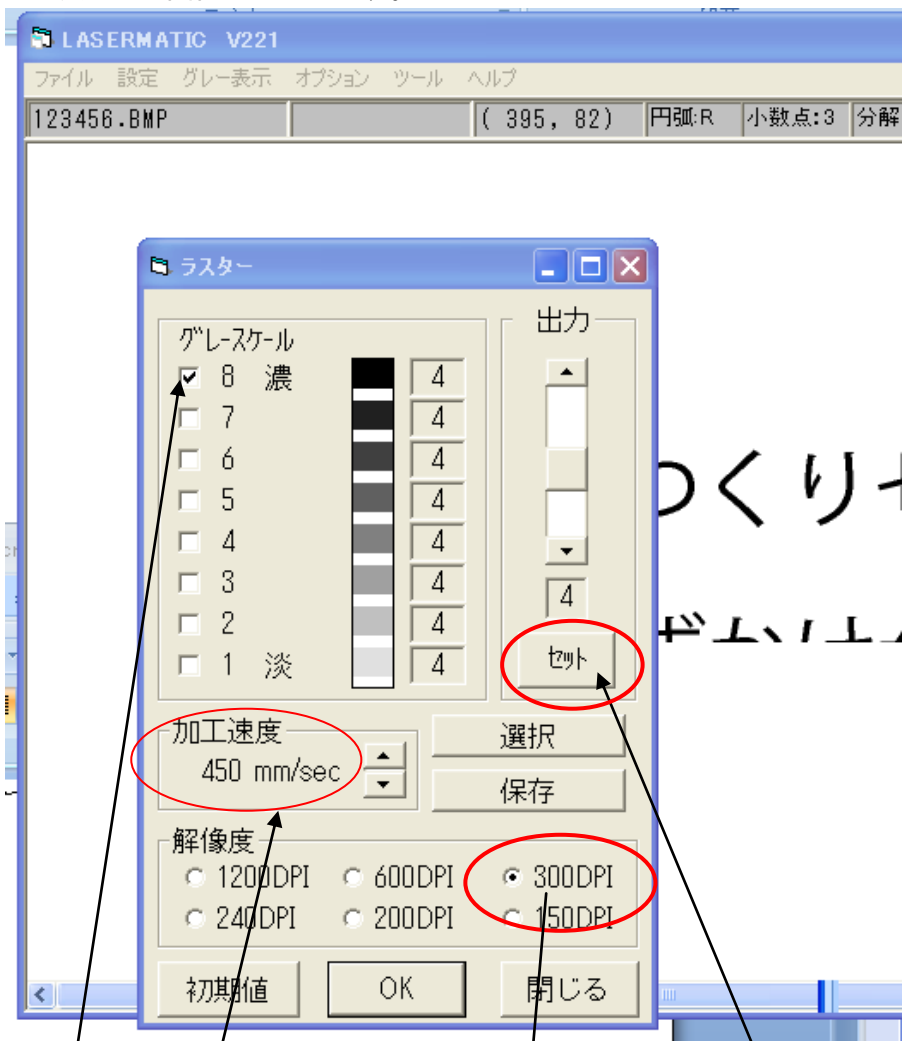 LASERMATIC V221
ファイル 設定 グレー表示 オプション ツール ヘルプ
123456.BMP ( 395, 82) 円弧:R 小数点:3 分解
ラスター
グレースケール
8 濃 4
7 4
6 4
5 4
4 4
3 4
2 4
1 淡 4
出力
4
セット
加工速度
450 mm/sec
選択
保存
解像度
1200DPI 600DPI 300DPI
240DPI 200DPI 150DPI
初期値 OK 閉じる
つくり